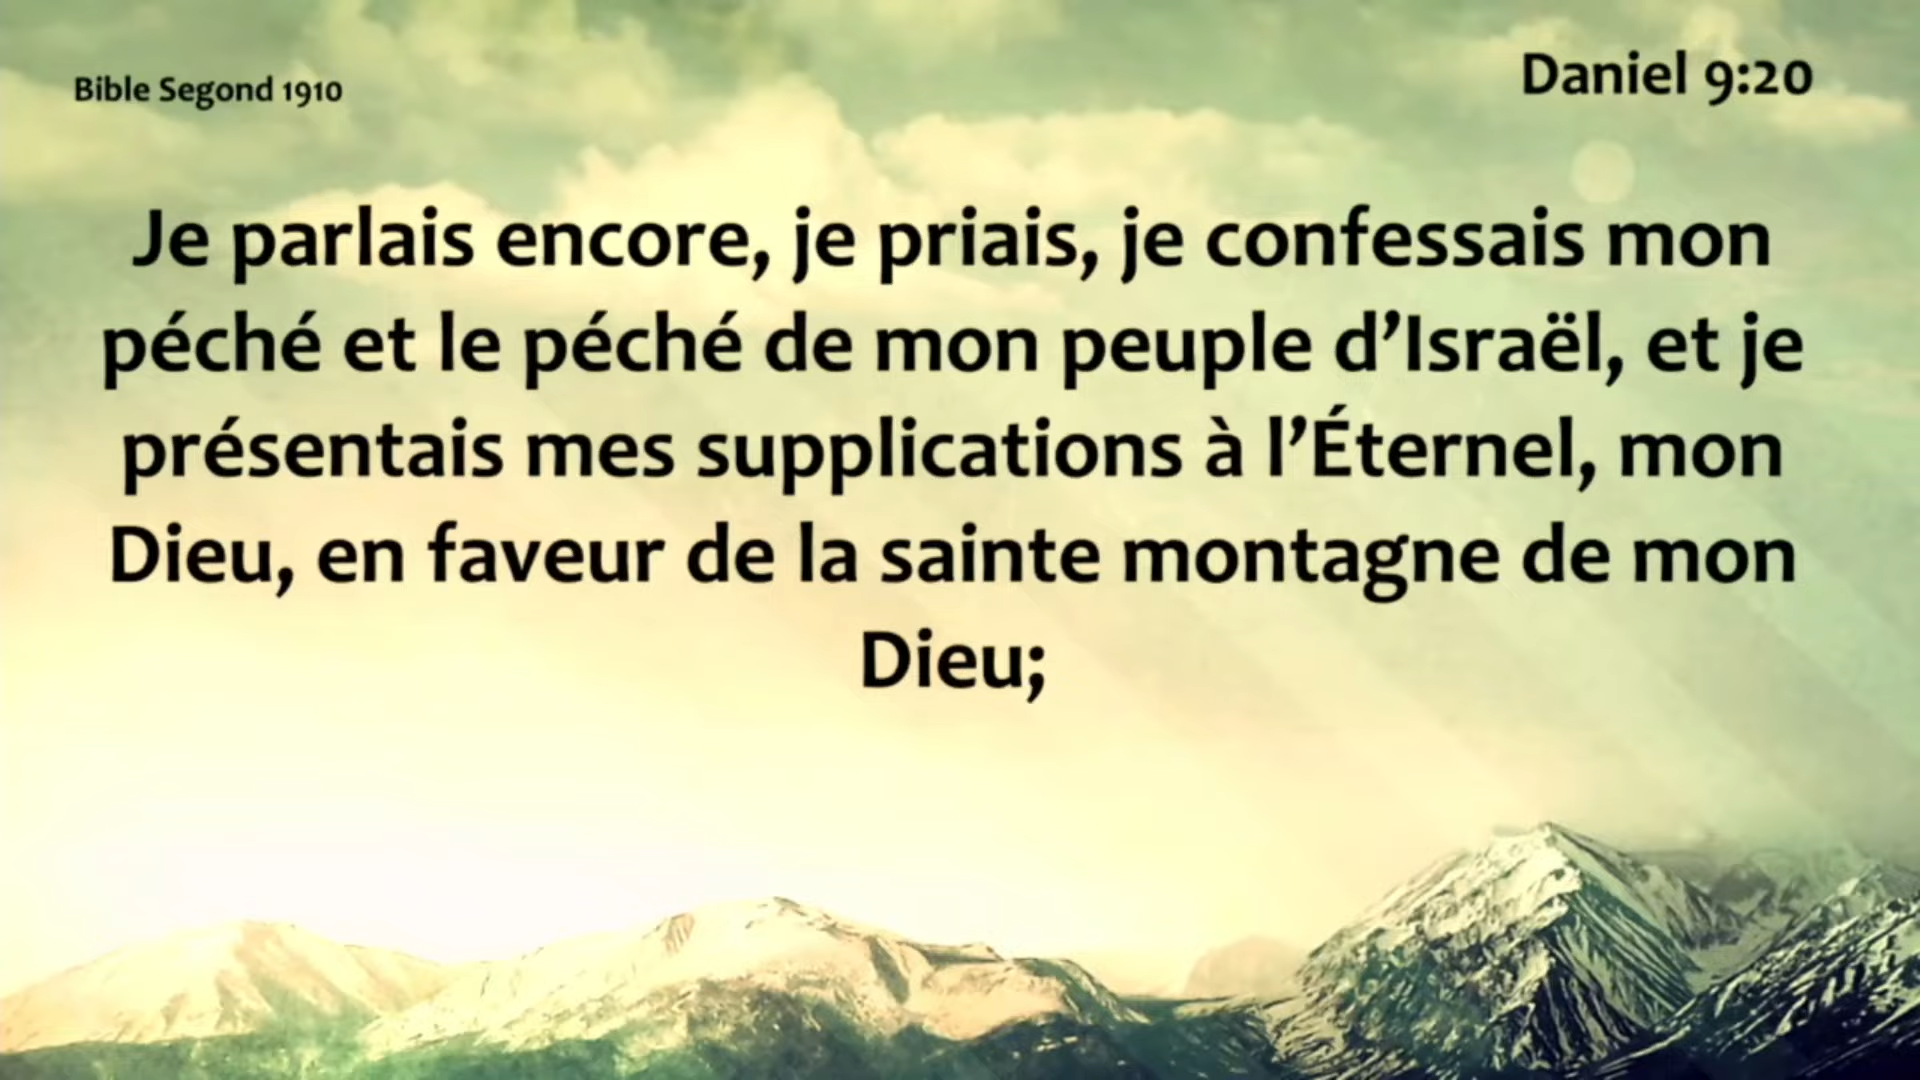 Bible Segond 1910
Daniel 9:20
Je parlais encore, je priais, je confessais mon
péché et le péché de mon peuple d’Israël, et je
présentais mes supplications à l’Éternel, mon
Dieu, en faveur de la sainte montagne de mon
Dieu;